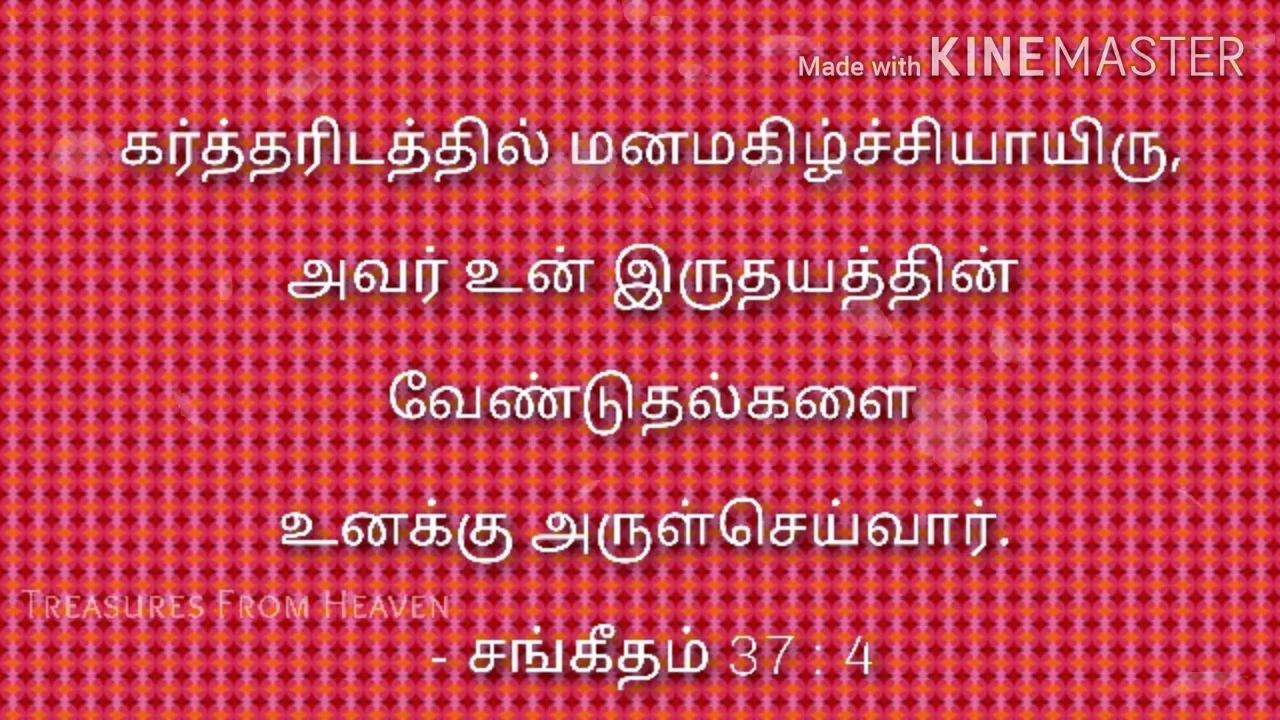 Made with KINEMASTER
கர்த்தரிடத்தில் மனமகிழ்ச்சியாயிரு,
அவர் உன் இருதயத்தின்
வேண்டுதல்களை
உனக்கு அருள்செய்வார்.
TREASURES FROM HEAVEN
- சங்கீதம் 37 : 4